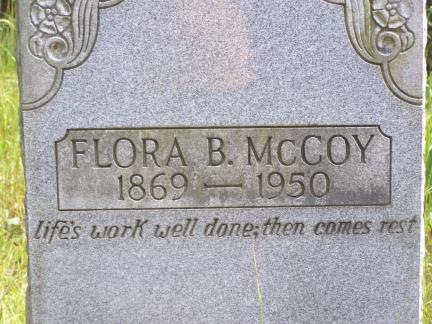 FLORA B. MCCOY
1869 — 1950
life's work well done; then comes rest